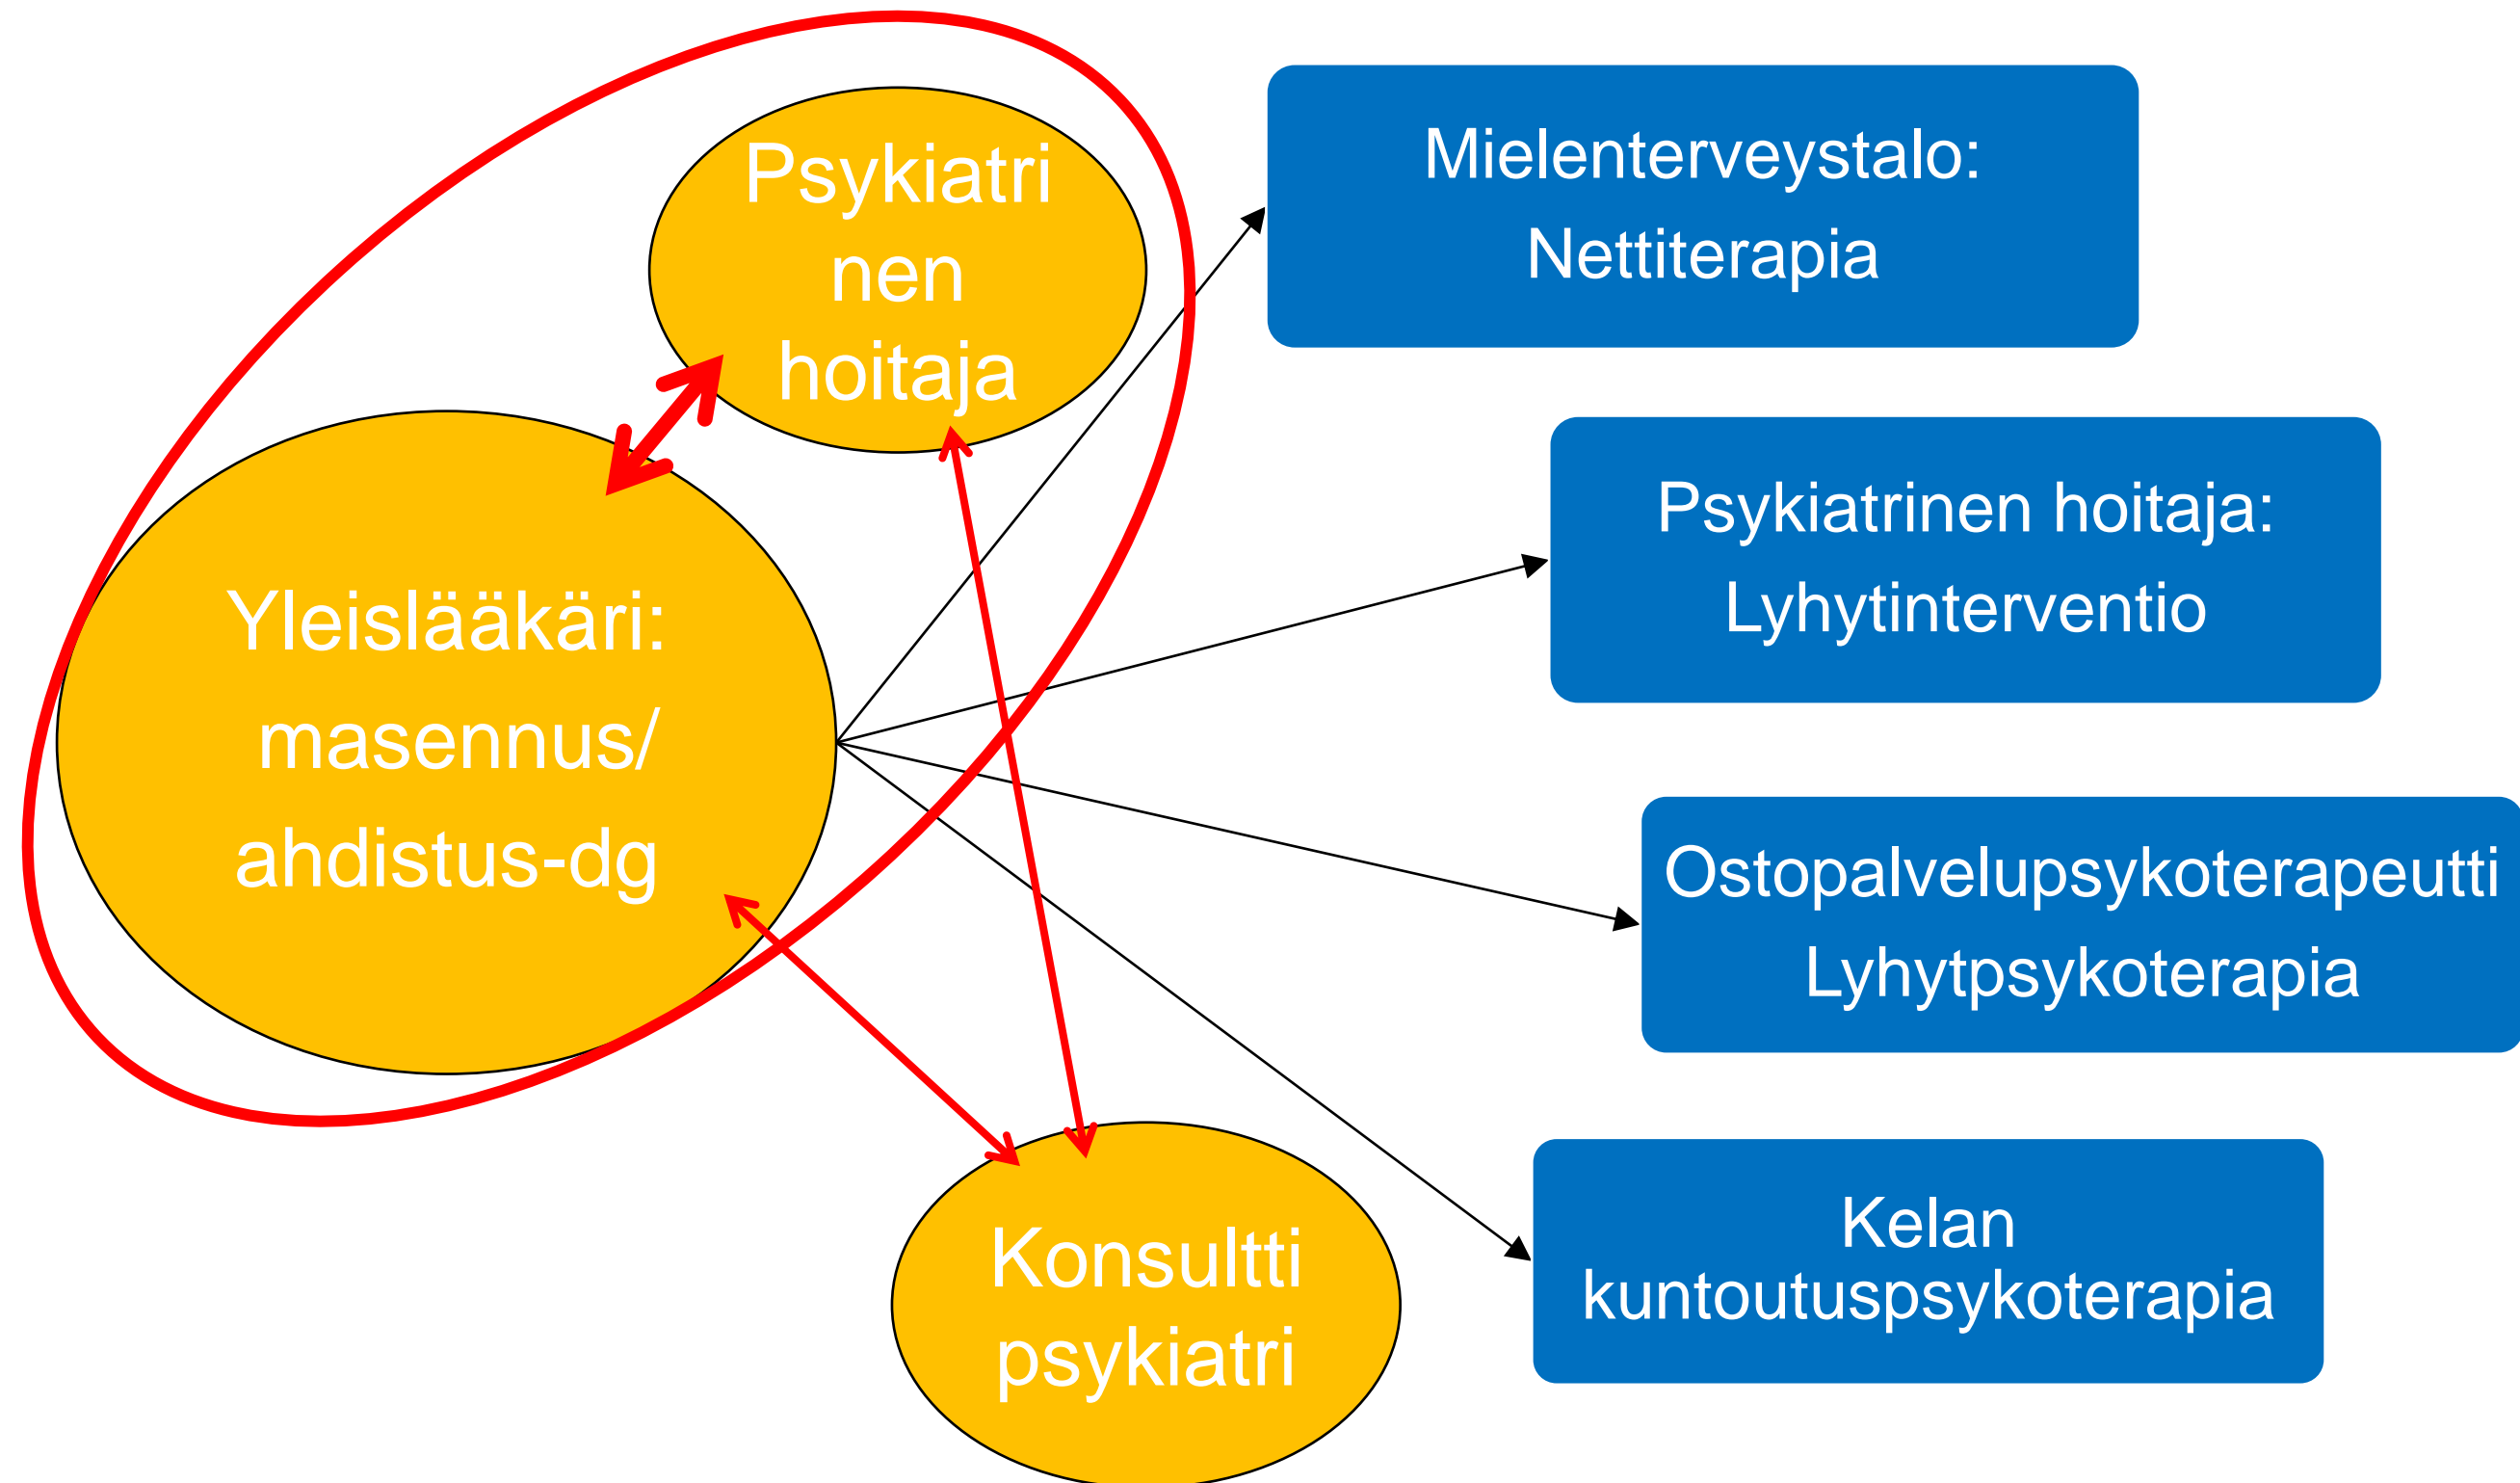 Psykiatri
nen
hoitaja
Yleislääkäri:
masennus/
ahdistus-dg
Konsultti
psykiatri
Mielenterveystalo:
Nettiterapia
Psykiatrinen hoitaja:
Lyhytinterventio
Ostopalvelupsykoterapeutti
Lyhytpsykoterapia
Kelan
kuntoutuspsykoterapia